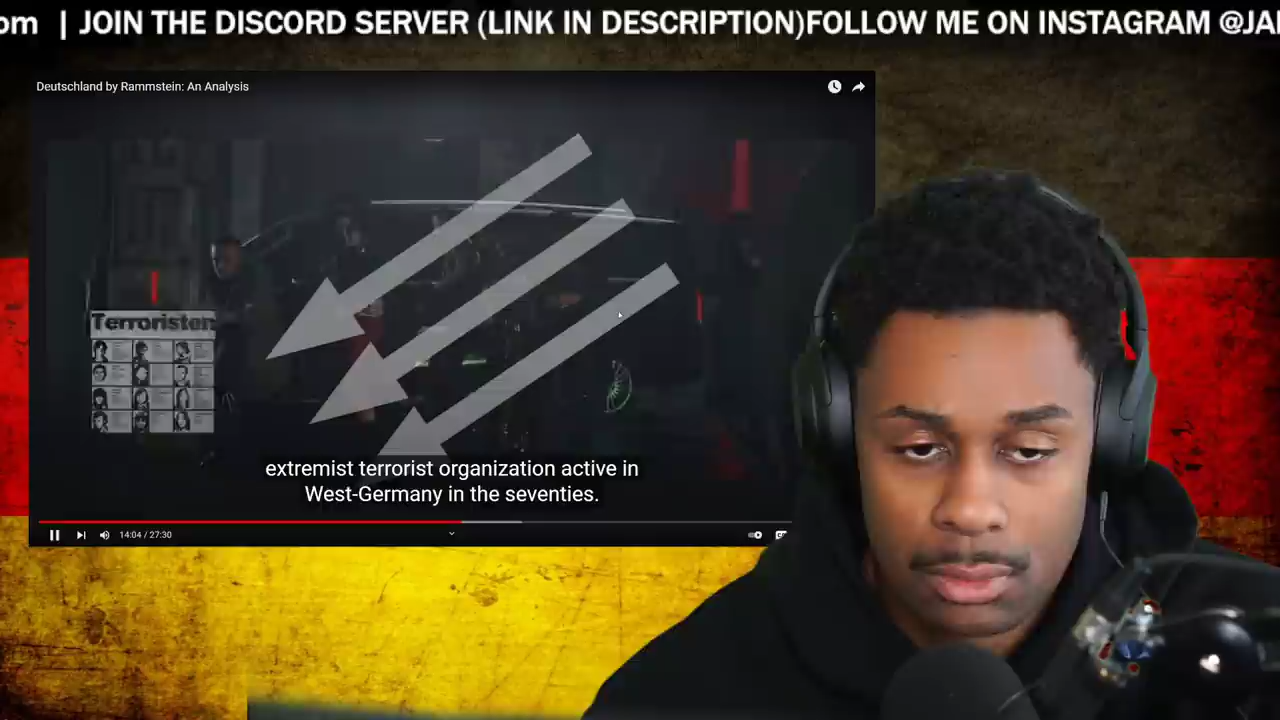 om | JOIN THE DISCORD SERVER (LINK IN DESCRIPTION)FOLLOW ME ON INSTAGRAM @JA
Deutschland by Rammstein: An Analysis
Terroristen
extremist terrorist organization active in
West-Germany in the seventies.
14:04 / 27:30